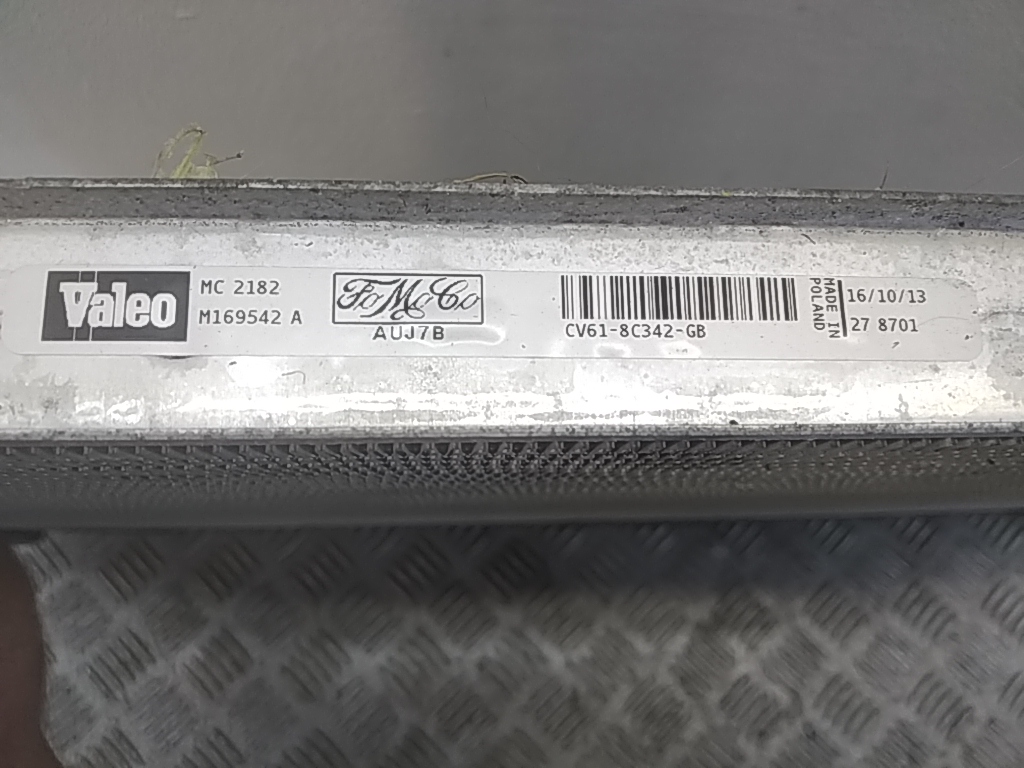 Valeo
MC 2182
M169542 A
FoMoCo
AUJ7B
CV61-8C342-GB
MADE IN
POLAND
16/10/13
27 8701